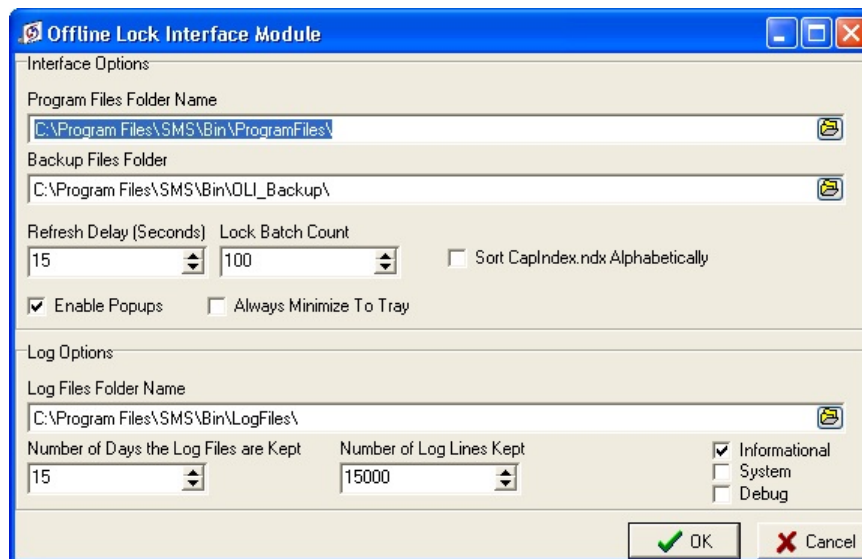 Offline Lock Interface Module
Interface Options
Program Files Folder Name
C:\Program Files\SMS\Bin\ProgramFiles\
Backup Files Folder
C:\Program Files\SMS\Bin\OLI_Backup\
Refresh Delay (Seconds) Lock Batch Count
15 100 Sort CapIndex.ndx Alphabetically
Enable Popups Always Minimize To Tray
Log Options
Log Files Folder Name
C:\Program Files\SMS\Bin\LogFiles\
Number of Days the Log Files are Kept Number of Log Lines Kept Informational
15 15000 System
Debug
OK Cancel